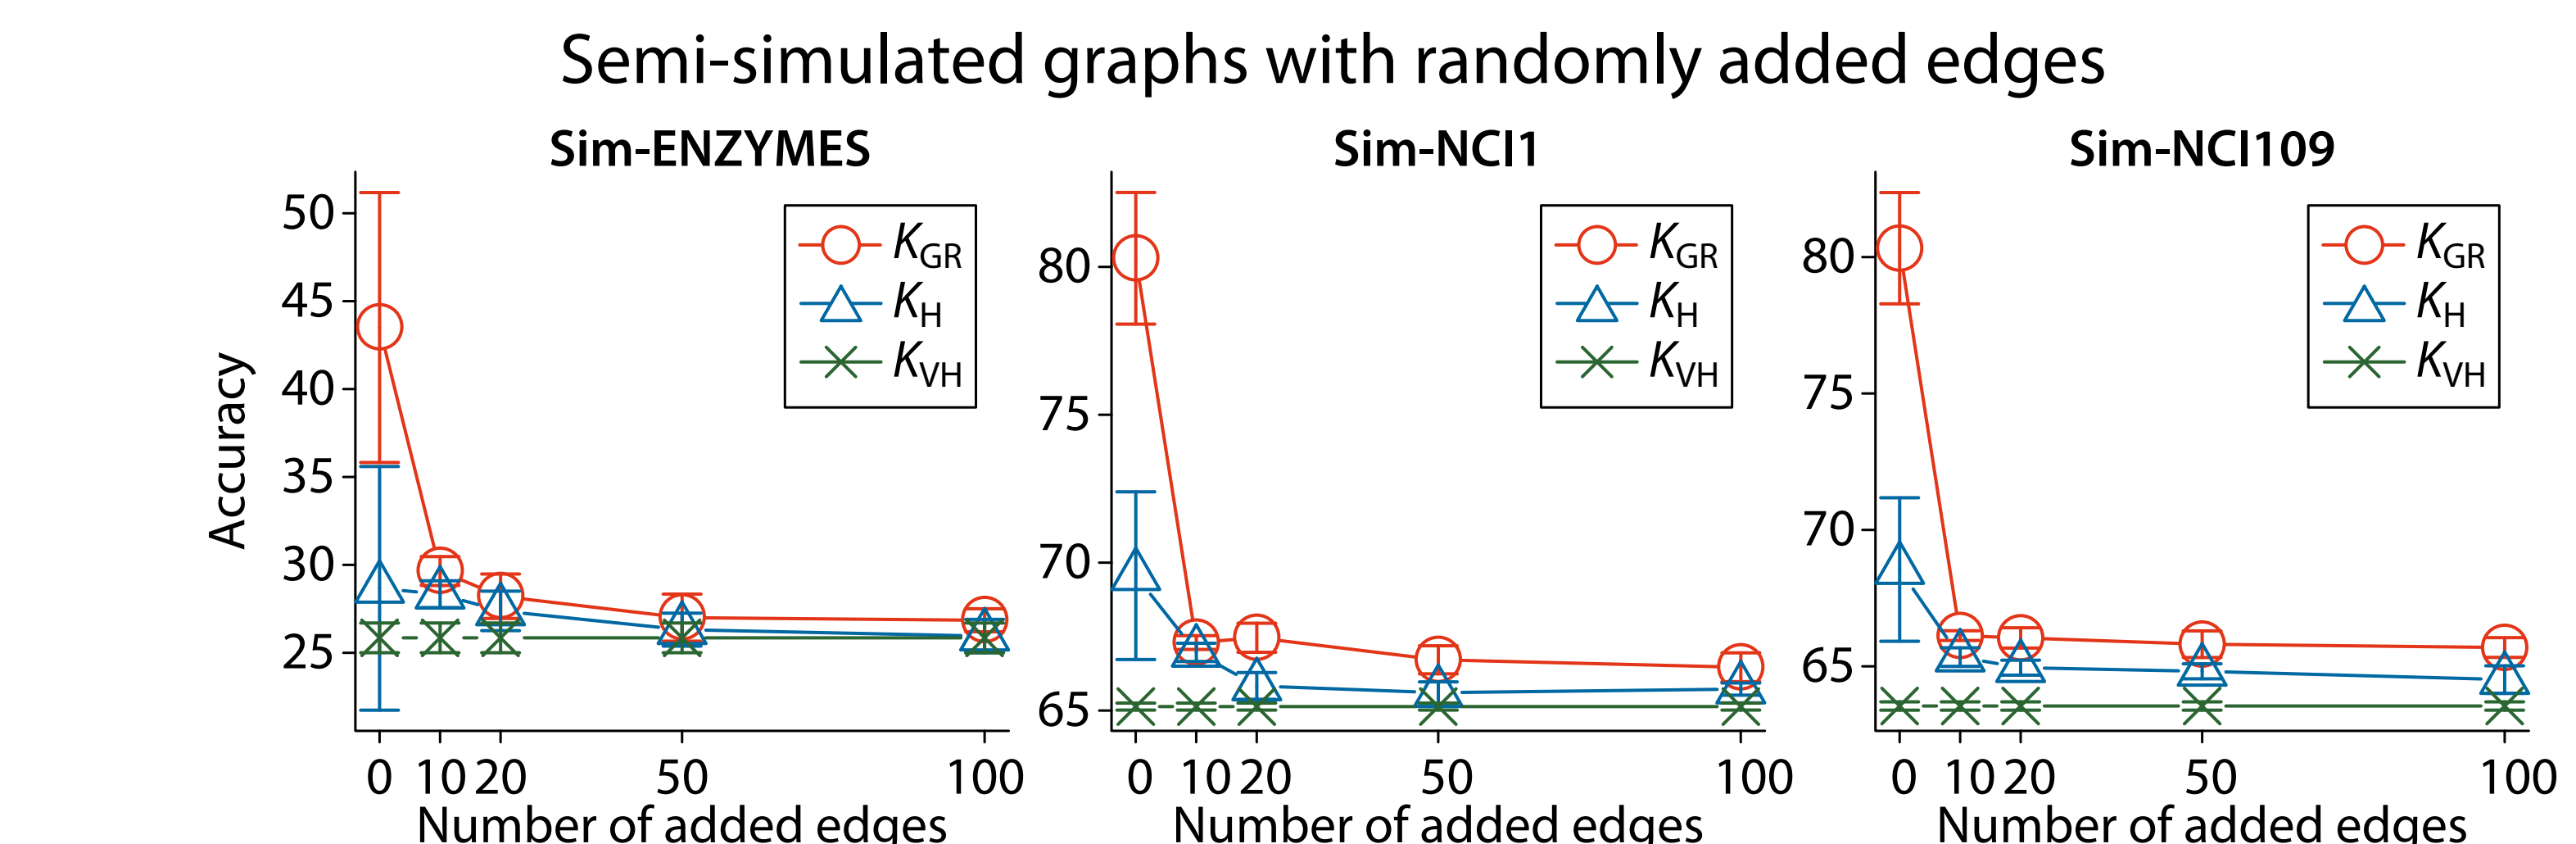 Semi-simulated graphs with randomly added edges
Sim-ENZYMES
Accuracy
50
45
40
35
30
25
K_GR
K_H
K_VH
0 10 20 50 100
Number of added edges
Sim-NCI1
80
75
70
65
K_GR
K_H
K_VH
0 10 20 50 100
Number of added edges
Sim-NCI109
80
75
70
65
K_GR
K_H
K_VH
0 10 20 50 100
Number of added edges